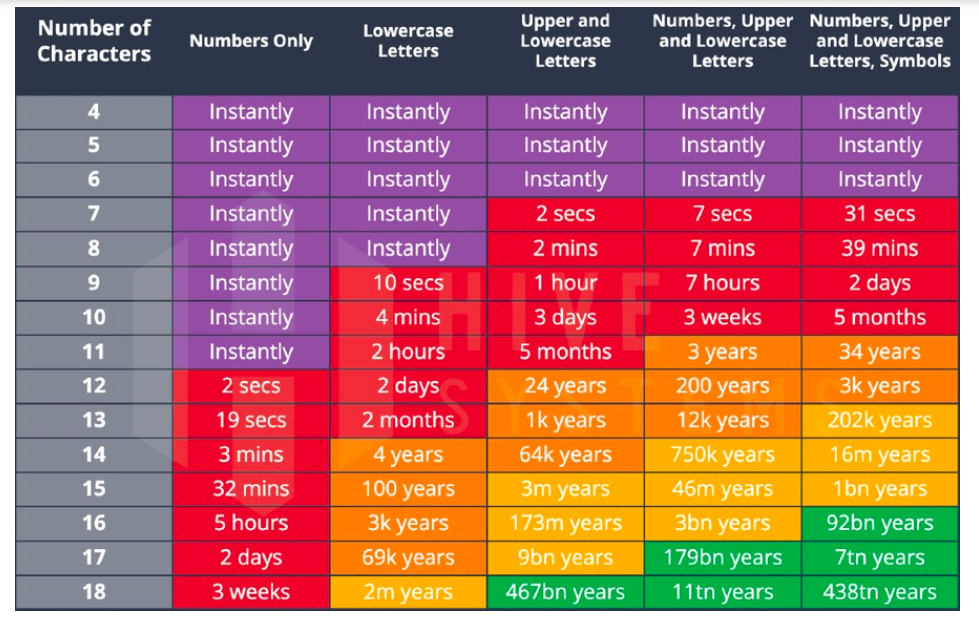 Number of Characters	Numbers Only	Lowercase Letters	Upper and Lowercase Letters	Numbers, Upper and Lowercase Letters	Numbers, Upper and Lowercase Letters, Symbols
4	Instantly	Instantly	Instantly	Instantly	Instantly
5	Instantly	Instantly	Instantly	Instantly	Instantly
6	Instantly	Instantly	Instantly	Instantly	Instantly
7	Instantly	Instantly	2 secs	7 secs	31 secs
8	Instantly	Instantly	2 mins	7 mins	39 mins
9	Instantly	10 secs	1 hour	7 hours	2 days
10	Instantly	4 mins	3 days	3 weeks	5 months
11	Instantly	2 hours	5 months	3 years	34 years
12	2 secs	2 days	24 years	200 years	3k years
13	19 secs	2 months	1k years	12k years	202k years
14	3 mins	4 years	64k years	750k years	16m years
15	32 mins	100 years	3m years	46m years	1bn years
16	5 hours	3k years	173m years	3bn years	92bn years
17	2 days	69k years	9bn years	179bn years	7tn years
18	3 weeks	2m years	467bn years	11tn years	438tn years
HIVE
SYSTEMS